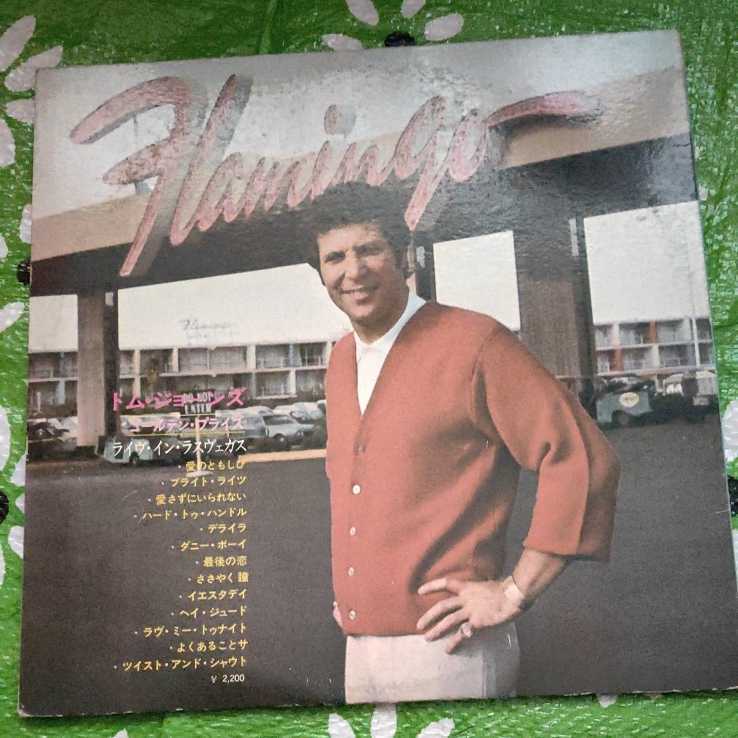 Flamingo
Flamingo
トム・ジョーンズ
DO NOT
ENTER
ゴールデン・プライズ
ライヴ・イン・ラスヴェガス
・愛のともしび
・ブライト・ライツ
・愛さずにいられない
・ハード・トゥ・ハンドル
・デライラ
・ダニー・ボーイ
・最後の恋
・ささやく瞳
・イエスタデイ
・ヘイ・ジュード
・ラヴ・ミー・トゥナイト
・よくあることサ
・ツイスト・アンド・シャウト
¥ 2,200